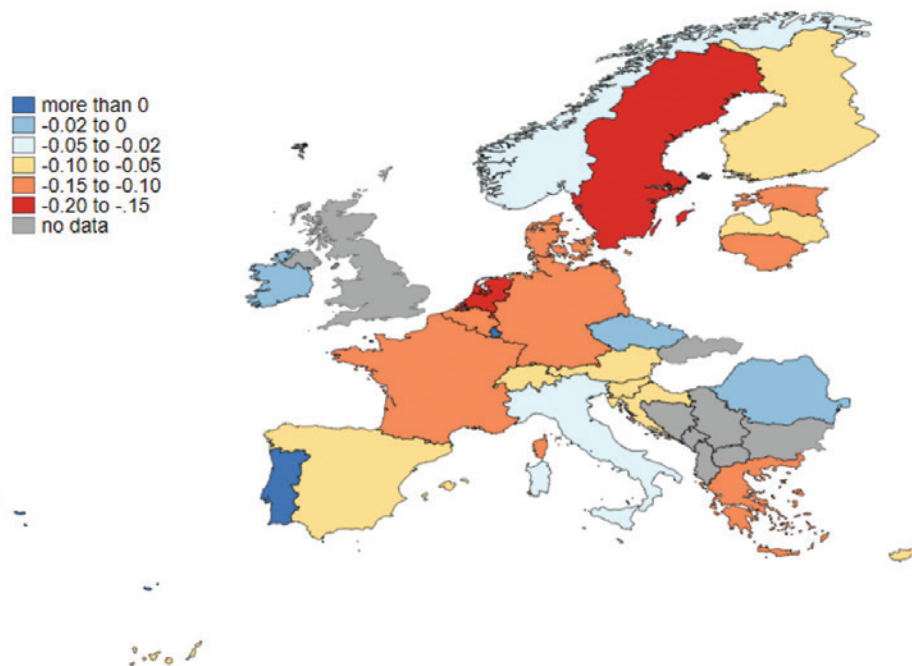 more than 0
-0.02 to 0
-0.05 to -0.02
-0.10 to -0.05
-0.15 to -0.10
-0.20 to -.15
no data